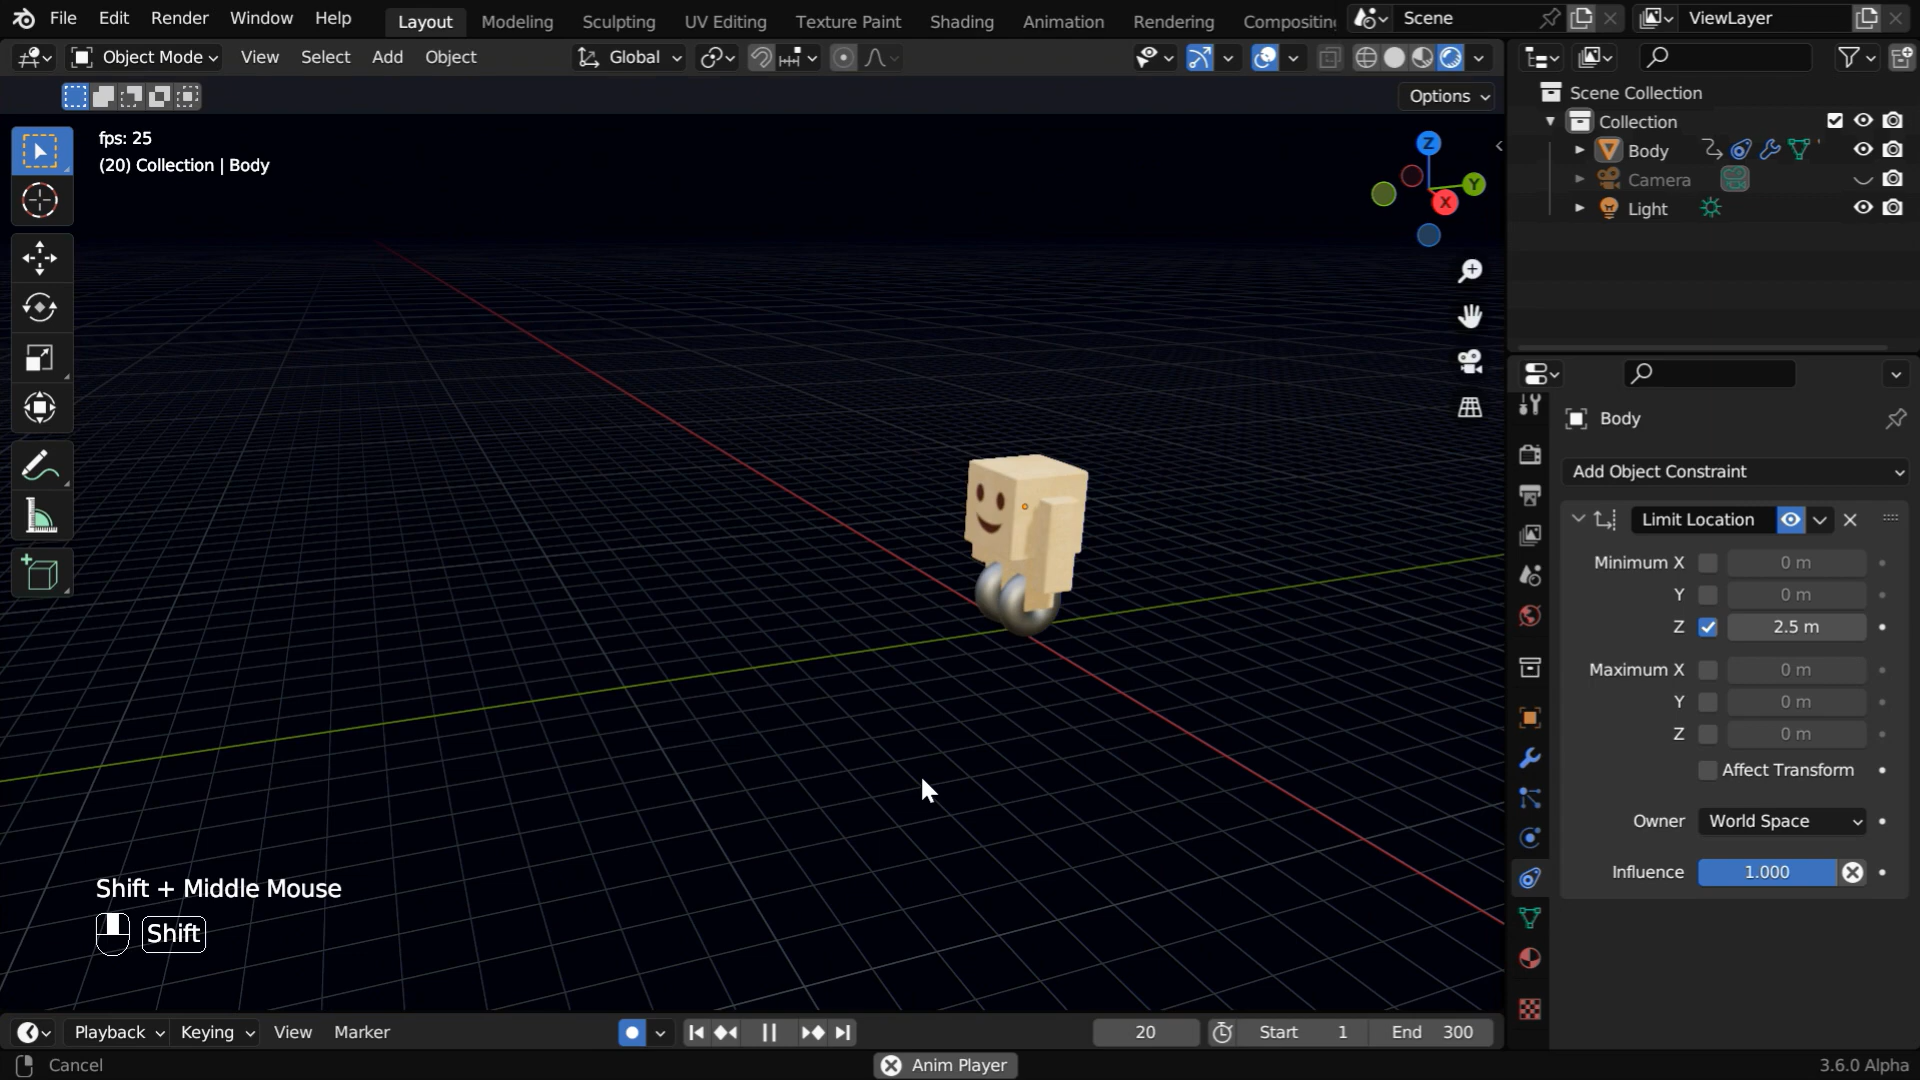 File Edit Render Window Help Layout Modeling Sculpting UV Editing Texture Paint Shading Animation Rendering Compositing Scene ViewLayer
Object Mode View Select Add Object Global
Options
fps: 25
(20) Collection | Body
Z
Y
X
Scene Collection
Collection
Body
Camera
Light
Body
Add Object Constraint
Limit Location
Minimum X 0 m
Y 0 m
Z 2.5 m
Maximum X 0 m
Y 0 m
Z 0 m
Affect Transform
Owner World Space
Influence 1.000
Shift + Middle Mouse
Shift
Playback Keying View Marker 20 Start 1 End 300
Cancel Anim Player 3.6.0 Alpha